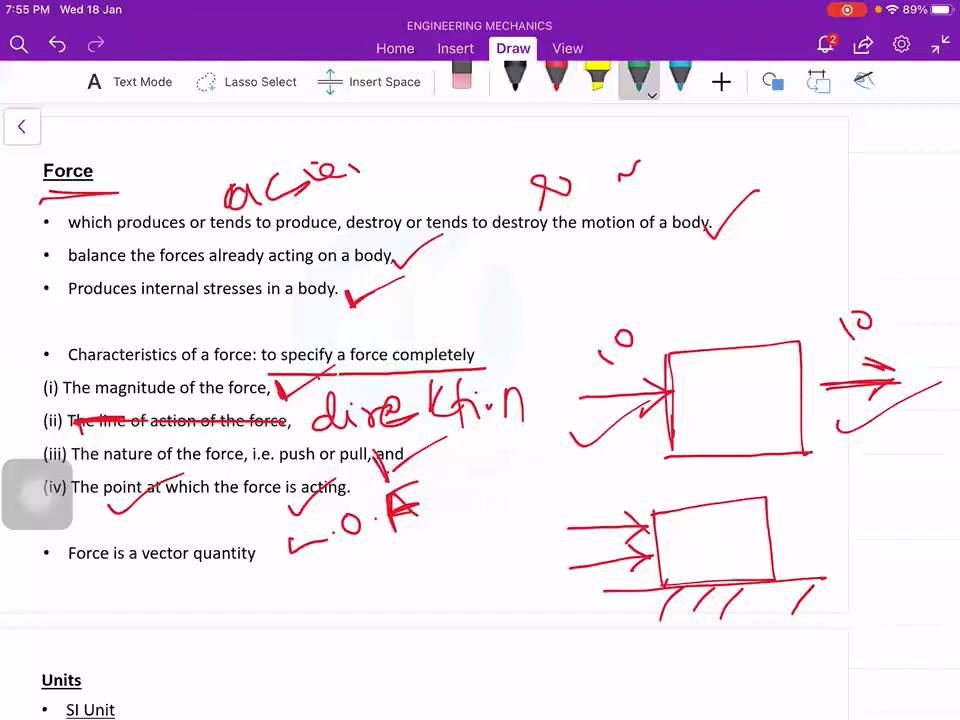 7:55 PM Wed 18 Jan
89%
ENGINEERING MECHANICS
Home Insert Draw View
2
A Text Mode Lasso Select Insert Space
Force
• which produces or tends to produce, destroy or tends to destroy the motion of a body.
• balance the forces already acting on a body,
• Produces internal stresses in a body.
10
10
• Characteristics of a force: to specify a force completely
(i) The magnitude of the force,
(ii) The line of action of the force,
(iii) The nature of the force, i.e. push or pull, and
(iv) The point at which the force is acting.
• Force is a vector quantity
Units
• SI Unit